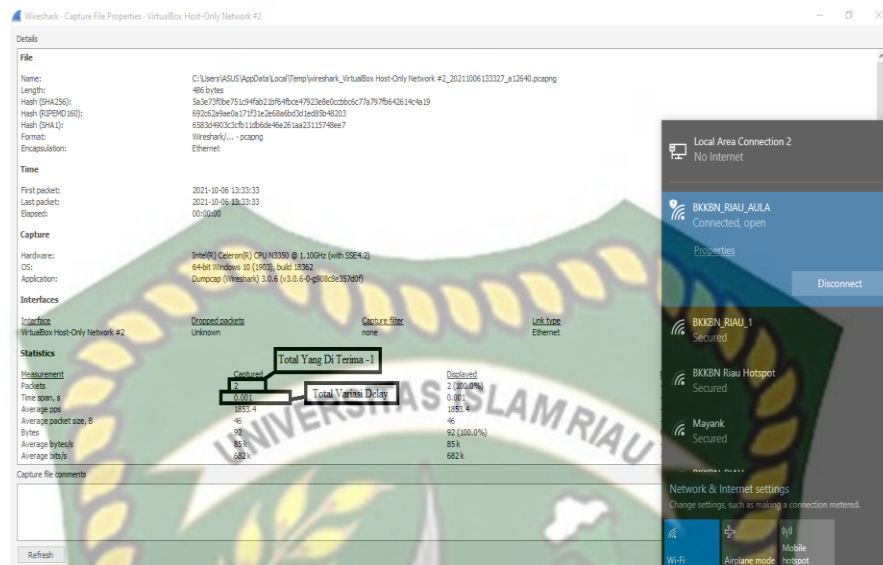 Wireshark - Capture File Properties - VirtualBox Host-Only Network #2
Details
File
Name: C:\Users\ASUS\AppData\Local\Temp\wireshark_VirtualBox Host-Only Network #2_20211006133327_a12640.pcapng
Length: 486 bytes
Hash (SHA256): 5a3e73f0be751c94fab21bf64fbce47923e8e0ccbbc6c77a797fb642614c4a19
Hash (RIPEMD160): 692c62a9ae0a171f31e2e68a6bd3d1ed85b48203
Hash (SHA1): 6583d4903c3cfb11db6de46e261aa23115748ee7
Format: Wireshark/... - pcapng
Encapsulation: Ethernet
Time
First packet: 2021-10-06 13:33:33
Last packet: 2021-10-06 13:33:33
Elapsed: 00:00:00
Capture
Hardware: Intel(R) Celeron(R) CPU N3350 @ 1.10GHz (with SSE4.2)
OS: 64-bit Windows 10 (1903), build 18362
Application: Dumpcap (Wireshark) 3.0.6 (v3.0.6-0-g908c8e357d0f)
Interfaces
Interface Dropped packets Capture filter Link type
VirtualBox Host-Only Network #2 Unknown none Ethernet
Statistics
Total Yang Di Terima -1
Measurement Captured Displayed
Packets 2 2 (100.0%)
Time span, s 0.001 Total Variasi Delay 0.001
Average pps 1853.4 1853.4
Average packet size, B 46 46
Bytes 92 92 (100.0%)
Average bytes/s 85 k 85 k
Average bits/s 682 k 682 k
Capture file comments
Refresh
UNIVERSITAS ISLAM RIAU
Local Area Connection 2
No Internet
BKKBN_RIAU_AULA
Connected, open
Properties
Disconnect
BKKBN_RIAU_1
Secured
BKKBN Riau Hotspot
Secured
Mayank
Secured
Network & Internet settings
Change settings, such as making a connection metered.
Wi-Fi
Airplane mode
Mobile hotspot